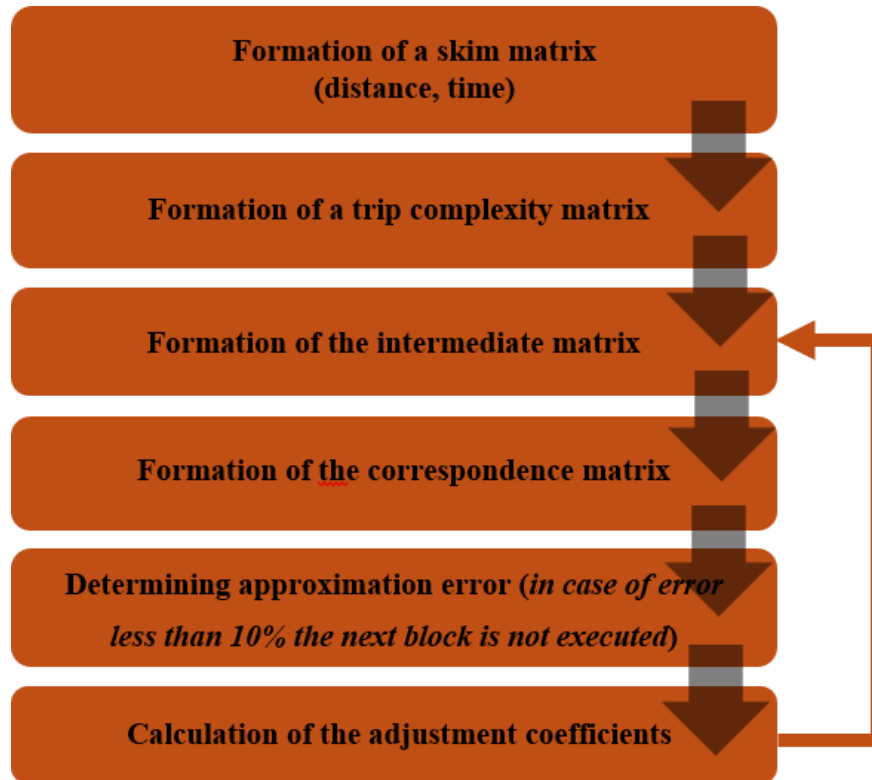 Formation of a skim matrix
(distance, time)
Formation of a trip complexity matrix
Formation of the intermediate matrix
Formation of the correspondence matrix
Determining approximation error (in case of error
less than 10% the next block is not executed)
Calculation of the adjustment coefficients